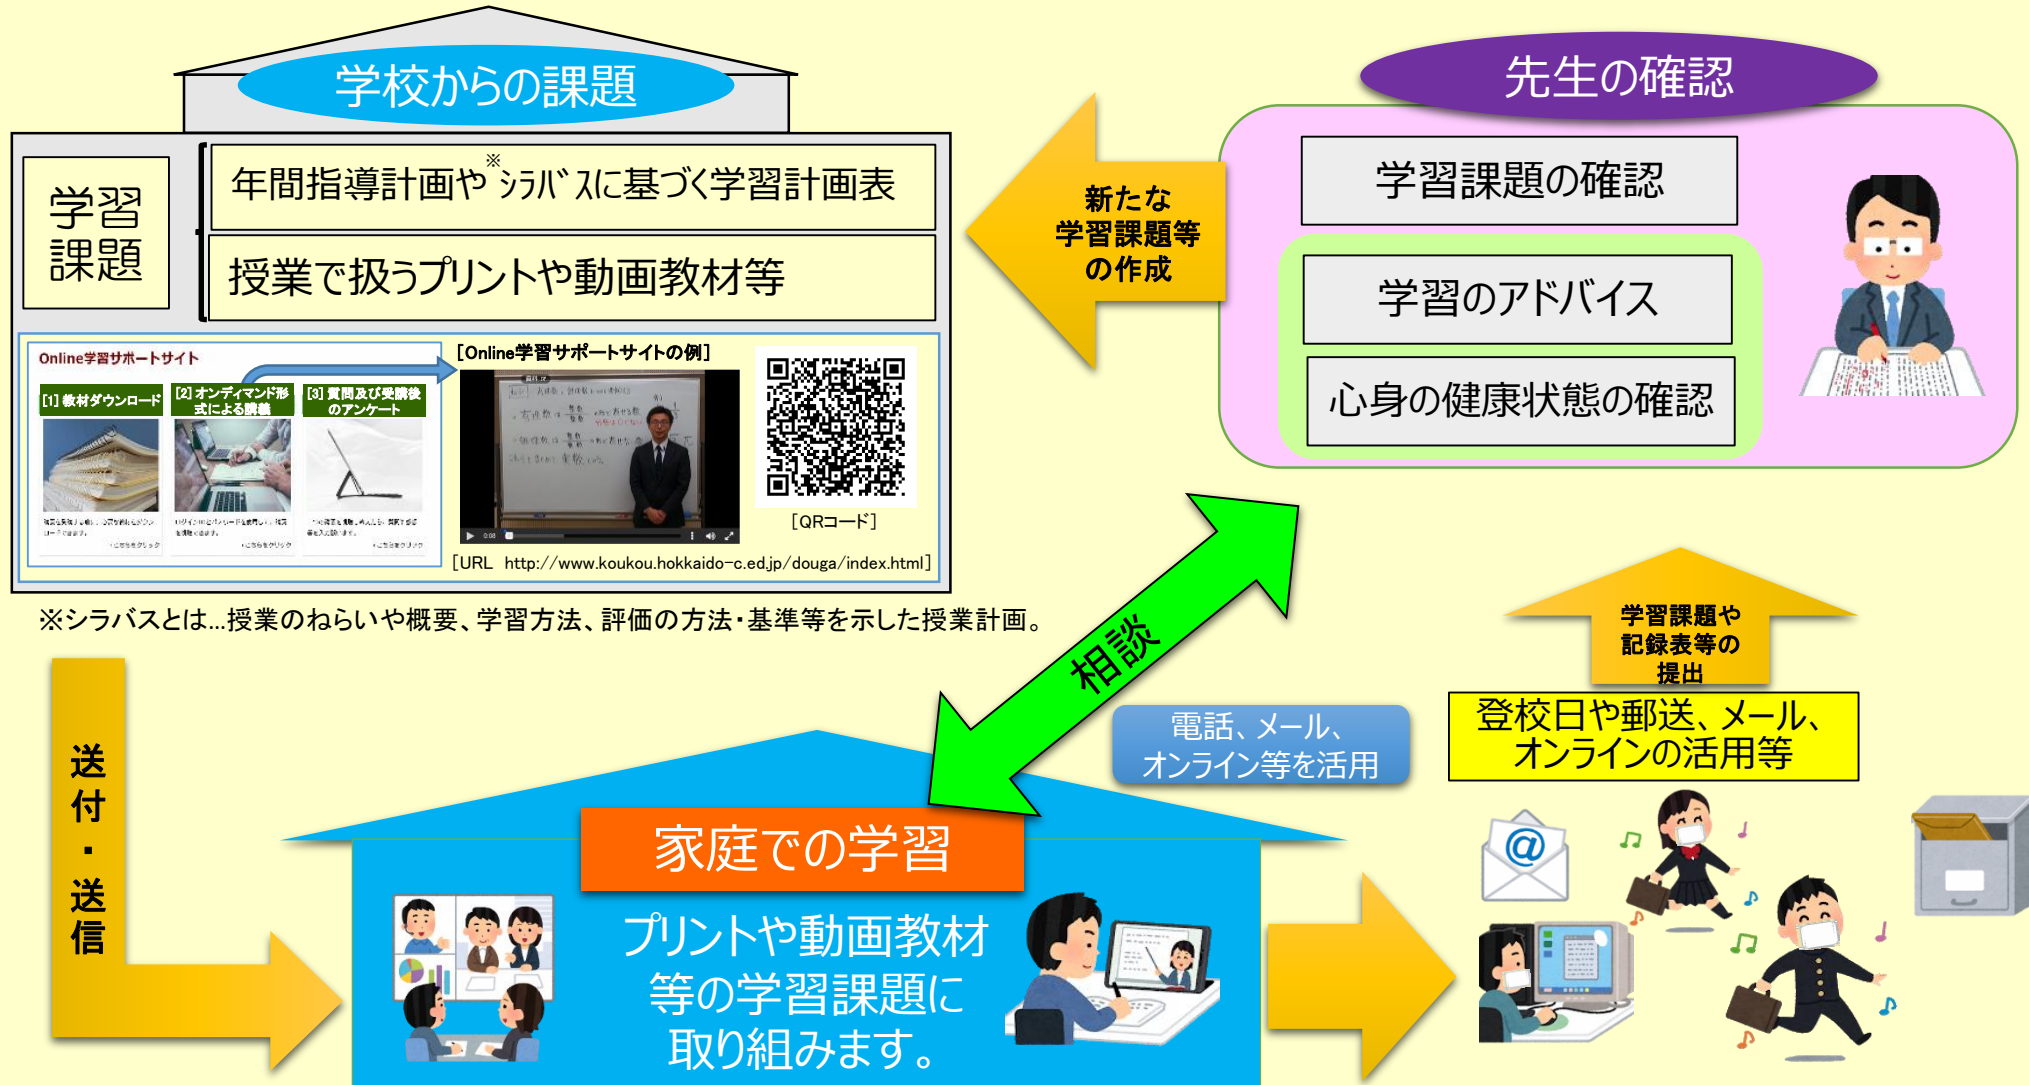 学校からの課題
学習
課題
年間指導計画や※シラバスに基づく学習計画表
授業で扱うプリントや動画教材等
Online学習サポートサイト
[1] 教材ダウンロード
[2] オンディマンド形
式による講義
[3] 質問及び受講後
のアンケート
[Online学習サポートサイトの例]
0:08
[QRコード]
[URL http://www.koukou.hokkaido-c.ed.jp/douga/index.html]
※シラバスとは…授業のねらいや概要、学習方法、評価の方法・基準等を示した授業計画。
新たな
学習課題等
の作成
先生の確認
学習課題の確認
学習のアドバイス
心身の健康状態の確認
相談
電話、メール、
オンライン等を活用
学習課題や
記録表等の
提出
登校日や郵送、メール、
オンラインの活用等
送付・送信
家庭での学習
プリントや動画教材
等の学習課題に
取り組みます。
@